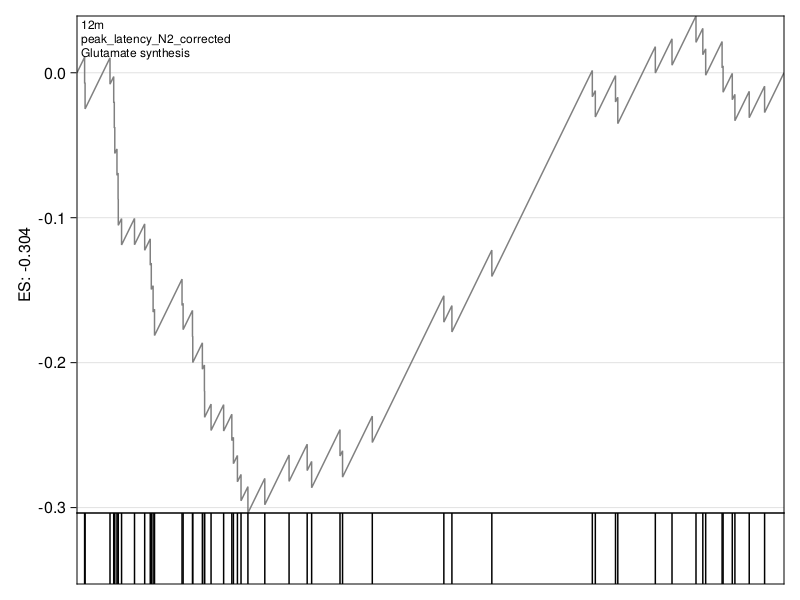 12m
peak_latency_N2_corrected
Glutamate synthesis
0.0
-0.1
-0.2
-0.3
ES: -0.304